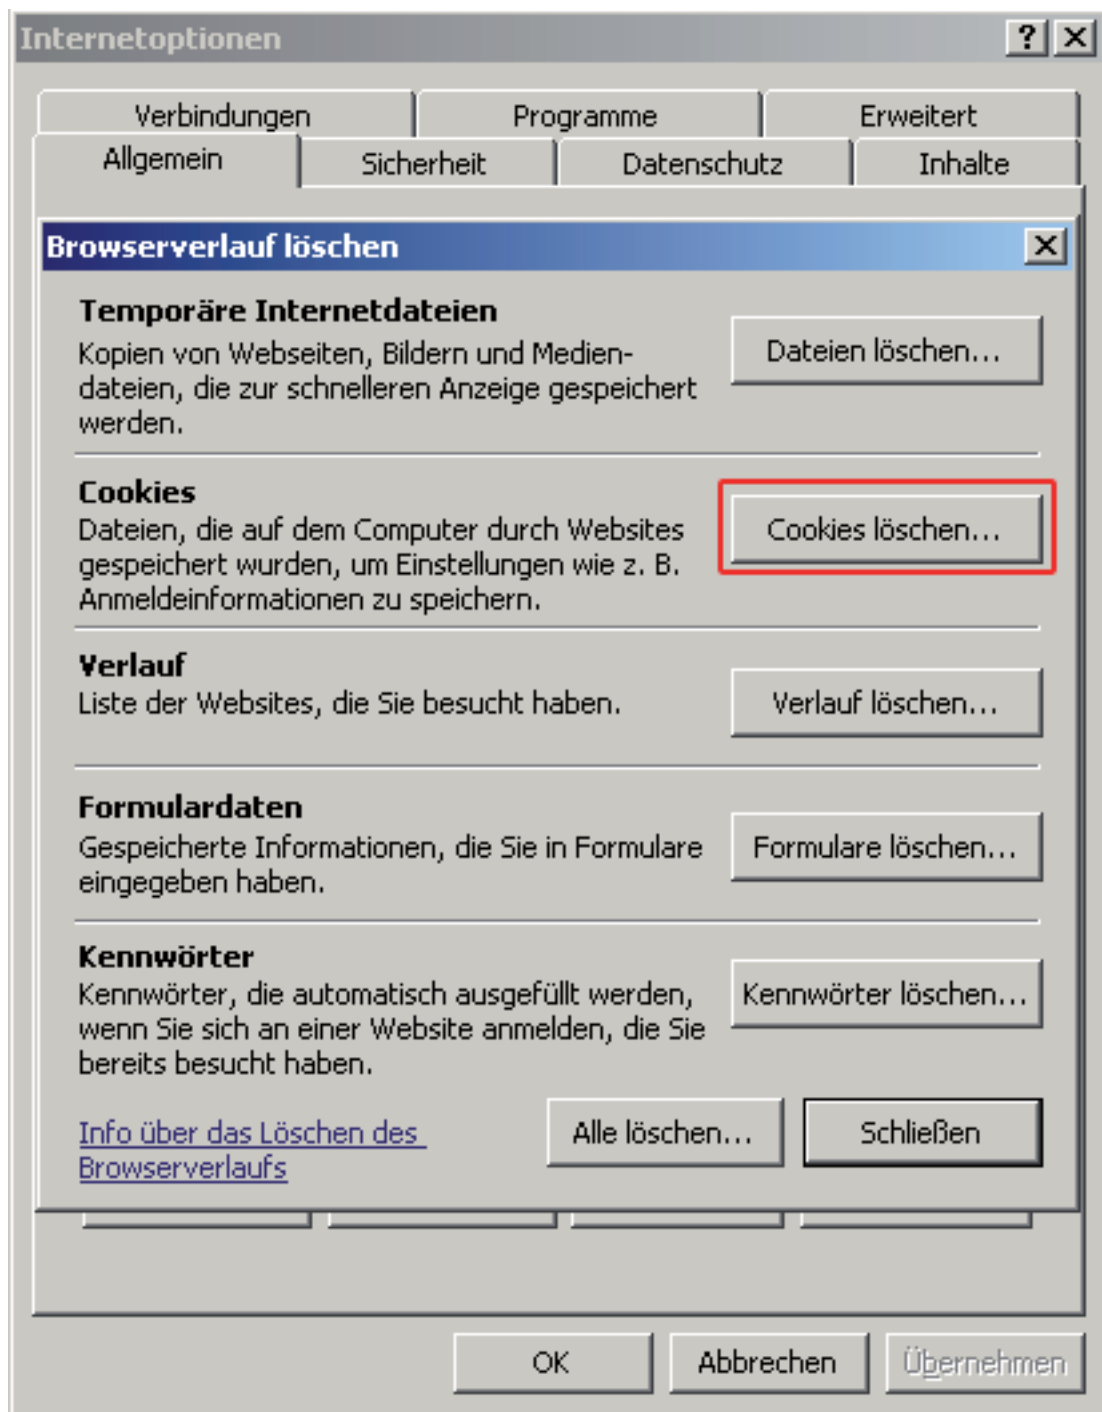 Internetoptionen
Verbindungen Programme Erweitert
Allgemein Sicherheit Datenschutz Inhalte
Browserverlauf löschen
Temporäre Internetdateien
Kopien von Webseiten, Bildern und Medien-
dateien, die zur schnelleren Anzeige gespeichert
werden.
Dateien löschen...
Cookies
Dateien, die auf dem Computer durch Websites
gespeichert wurden, um Einstellungen wie z. B.
Anmeldeinformationen zu speichern.
Cookies löschen...
Verlauf
Liste der Websites, die Sie besucht haben.
Verlauf löschen...
Formulardaten
Gespeicherte Informationen, die Sie in Formulare
eingegeben haben.
Formulare löschen...
Kennwörter
Kennwörter, die automatisch ausgefüllt werden,
wenn Sie sich an einer Website anmelden, die Sie
bereits besucht haben.
Kennwörter löschen...
Info über das Löschen des
Browserverlaufs
Alle löschen... Schließen
OK Abbrechen Übernehmen